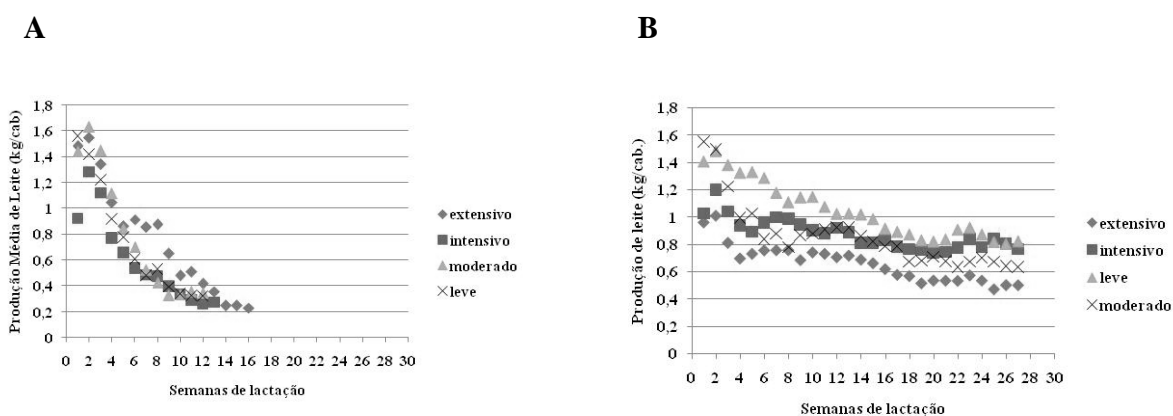 A
Produção Média de Leite (kg/cab)
1,8
1,6
1,4
1,2
1
0,8
0,6
0,4
0,2
0
0 2 4 6 8 10 12 14 16 18 20 22 24 26 28 30
Semanas de lactação
extensivo
intensivo
moderado
leve
B
Produção de leite (kg/cab.)
1,8
1,6
1,4
1,2
1
0,8
0,6
0,4
0,2
0
0 2 4 6 8 10 12 14 16 18 20 22 24 26 28 30
Semanas de lactação
extensivo
intensivo
leve
moderado